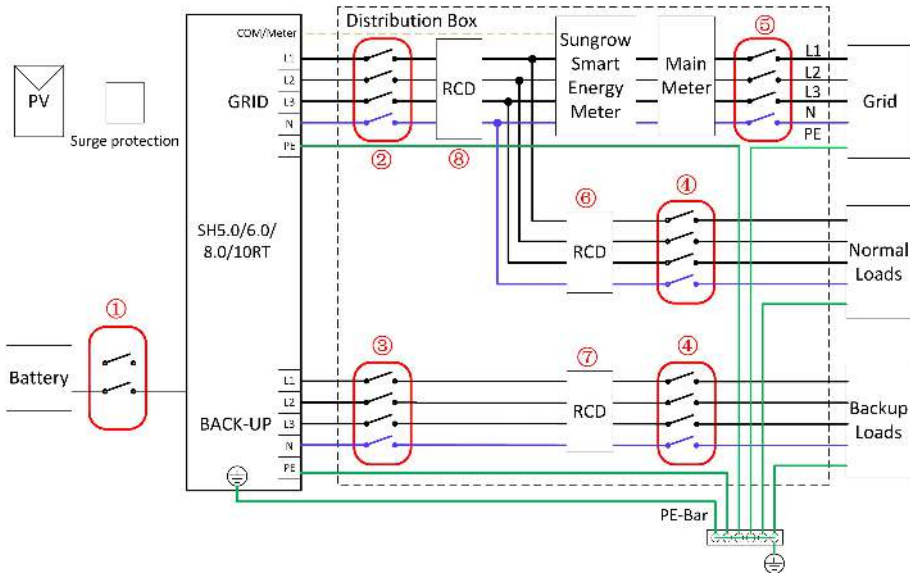 Distribution Box
COM/Meter
L1
L2
GRID
L3
N
PE
②
RCD
⑧
Sungrow
Smart
Energy
Meter
Main
Meter
⑤
L1
L2
L3
N
PE
Grid
PV
Surge protection
SH5.0/6.0/
8.0/10RT
⑥
RCD
④
Normal
Loads
①
Battery
③
L1
L2
L3
BACK-UP
N
PE
⑦
RCD
④
Backup
Loads
PE-Bar